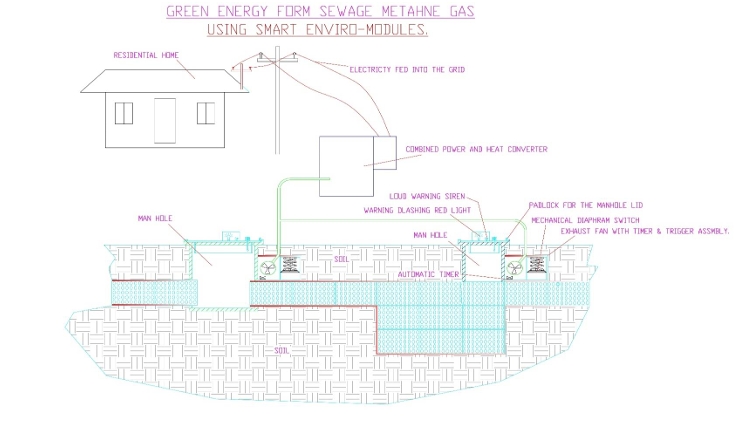 GREEN ENERGY FORM SEWAGE METAHNE GAS
USING SMART ENVIRO-MODULES.
RESIDENTIAL HOME
ELECTRICTY FED INTO THE GRID
COMBINED POWER AND HEAT CONVERTER
LOUD WARNING SIREN
PADLOCK FOR THE MANHOLE LID
WARNING DLASHING RED LIGHT
MAN HOLE
MECHANICAL DIAPHRAM SWITCH
EXHAUST FAN WITH TIMER & TRIGGER ASSMBLY.
MAN HOLE
SOIL
AUTOMATIC TIMER
SOIL